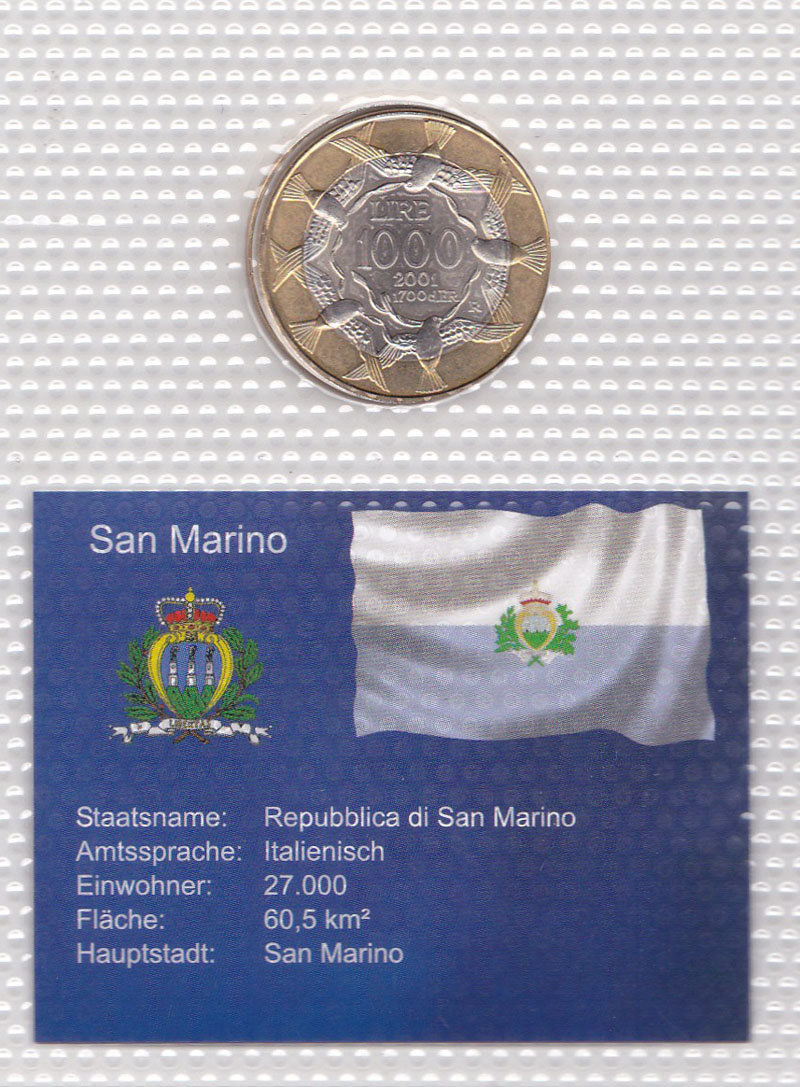 LIRE
1000
2001
1700 d.F.R.
San Marino
LIBERTAS
Staatsname: Repubblica di San Marino
Amtssprache: Italienisch
Einwohner: 27.000
Fläche: 60,5 km²
Hauptstadt: San Marino